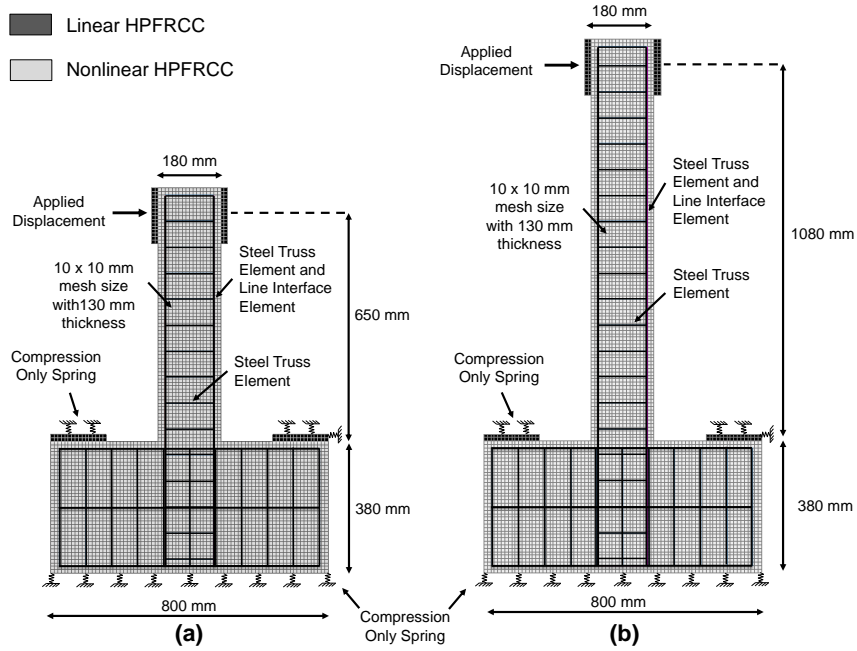 Linear HPFRCC
Nonlinear HPFRCC
180 mm
Applied
Displacement
10 x 10 mm
mesh size
with130 mm
thickness
Steel Truss
Element and
Line Interface
Element
650 mm
Steel Truss
Element
Compression
Only Spring
380 mm
800 mm
(a)
Compression
Only Spring
180 mm
Applied
Displacement
Steel Truss
Element and
Line Interface
Element
10 x 10 mm
mesh size
with 130 mm
thickness
1080 mm
Steel Truss
Element
Compression
Only Spring
380 mm
800 mm
(b)